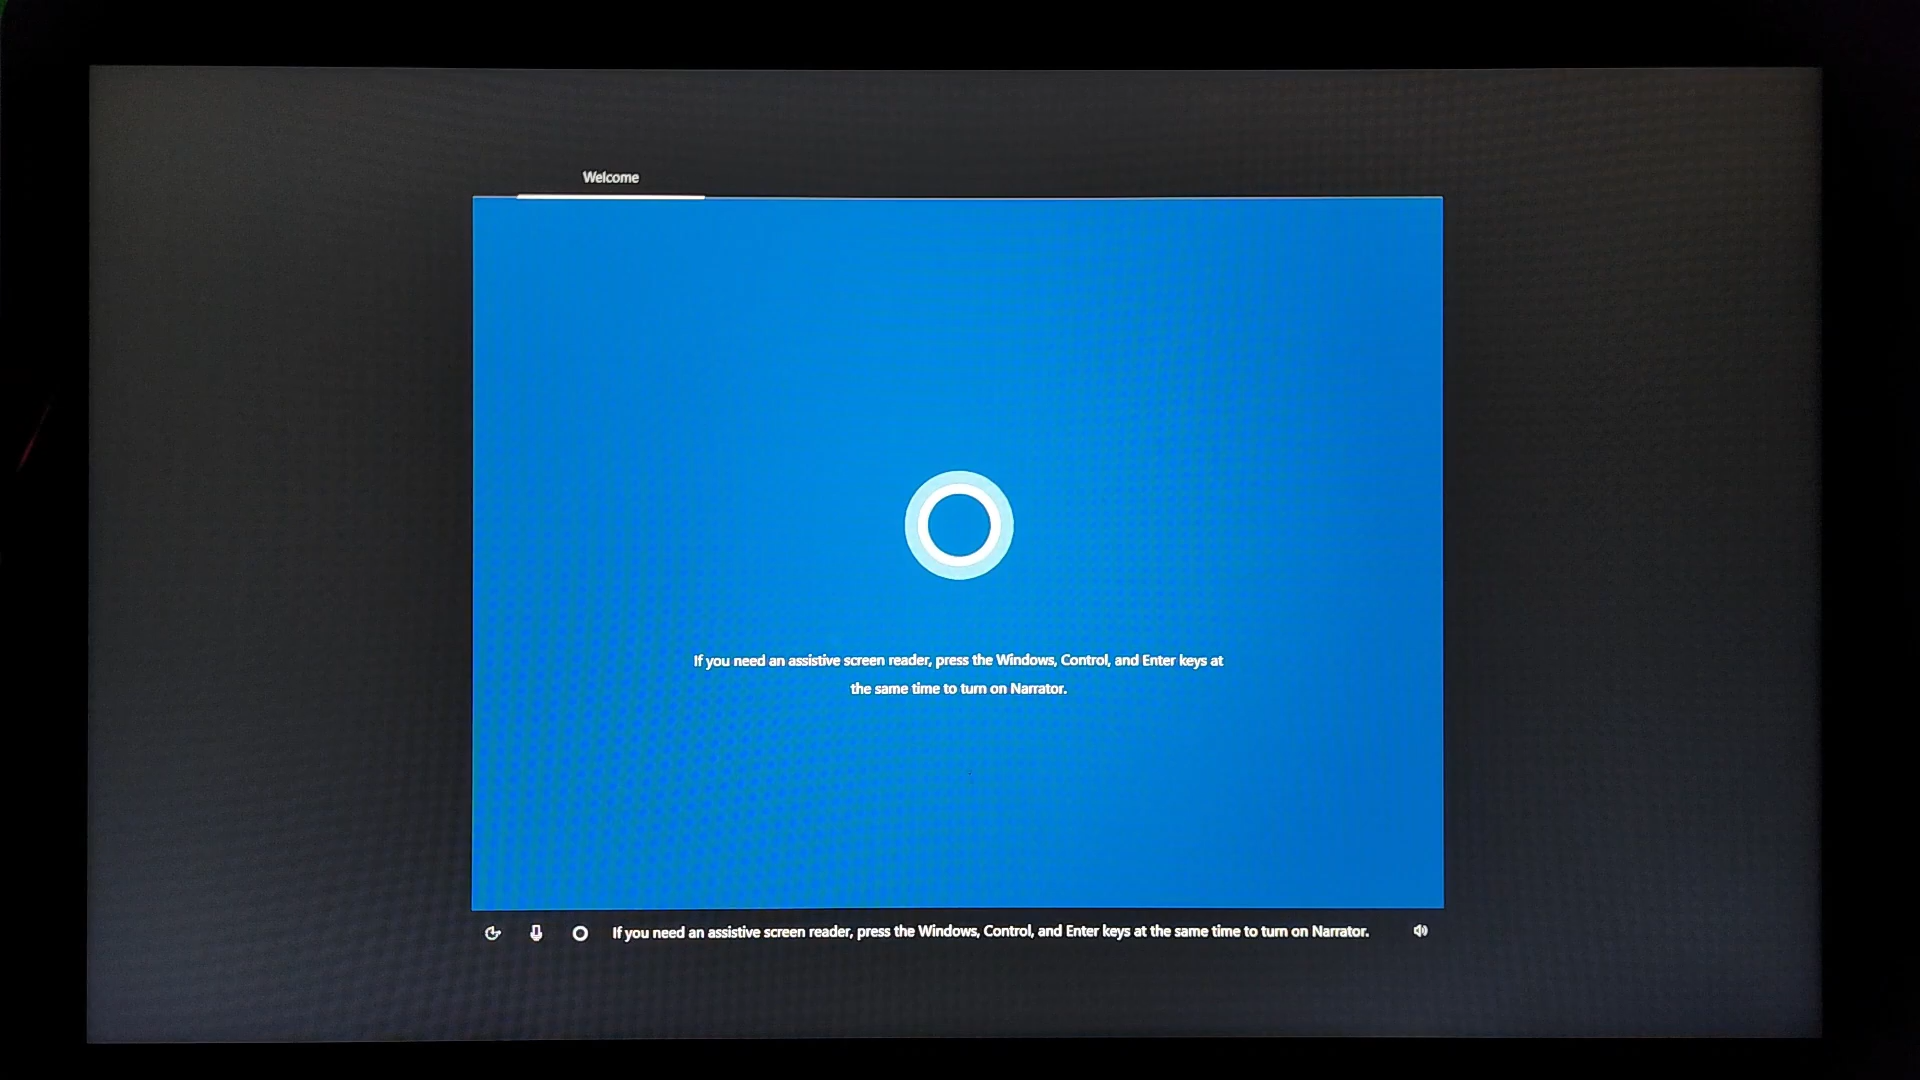 Welcome
If you need an assistive screen reader, press the Windows, Control, and Enter keys at
the same time to turn on Narrator.
If you need an assistive screen reader, press the Windows, Control, and Enter keys at the same time to turn on Narrator.